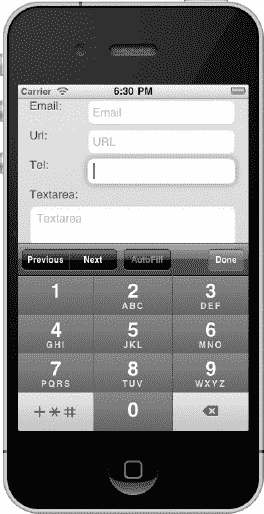 Carrier 6:30 PM
Email: Email
Url: URL
Tel:
Textarea:
Textarea
Previous Next AutoFill Done
1 2 3
ABC DEF
4 5 6
GHI JKL MNO
7 8 9
PQRS TUV WXYZ
+*# 0